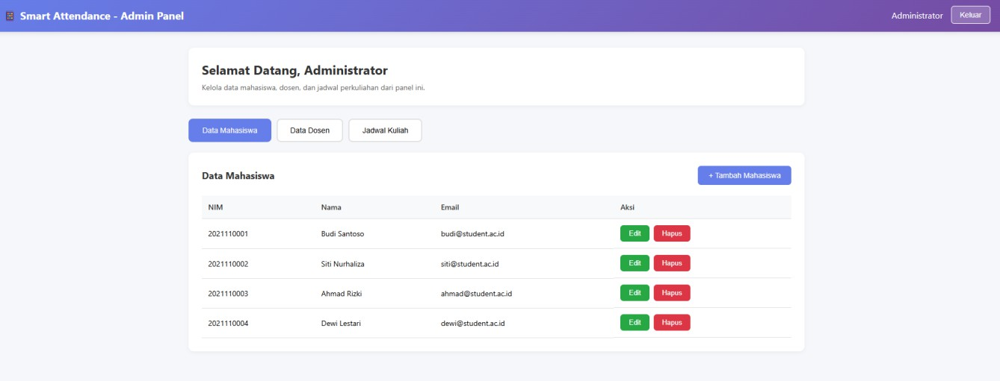 Smart Attendance - Admin Panel
Administrator
Keluar
Selamat Datang, Administrator
Kelola data mahasiswa, dosen, dan jadwal perkuliahan dari panel ini.
Data Mahasiswa
Data Dosen
Jadwal Kuliah
Data Mahasiswa
+ Tambah Mahasiswa
NIM Nama Email Aksi
2021110001 Budi Santoso budi@student.ac.id Edit Hapus
2021110002 Siti Nurhaliza siti@student.ac.id Edit Hapus
2021110003 Ahmad Rizki ahmad@student.ac.id Edit Hapus
2021110004 Dewi Lestari dewi@student.ac.id Edit Hapus